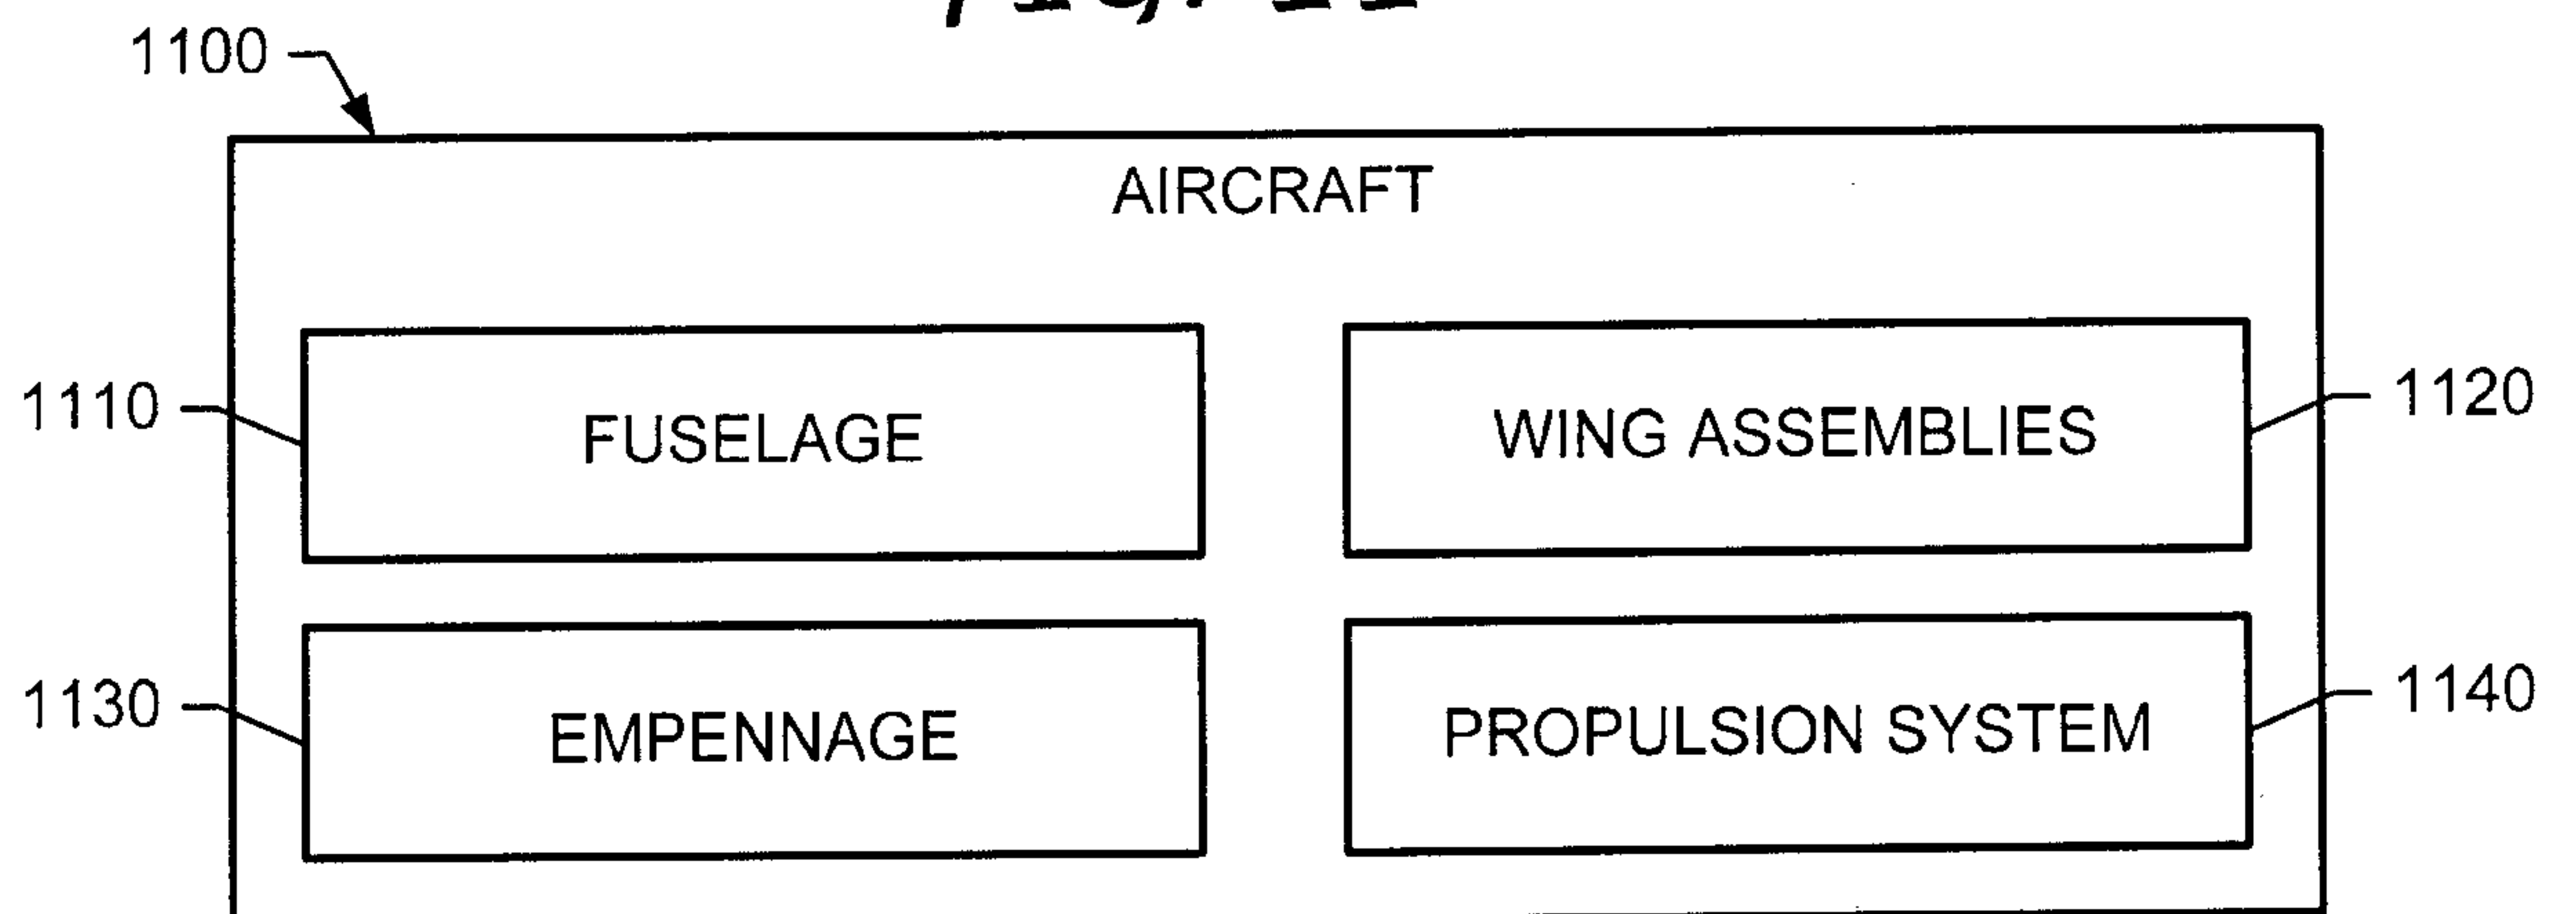 1100
AIRCRAFT
1110
FUSELAGE
WING ASSEMBLIES
1120
1130
EMPENNAGE
PROPULSION SYSTEM
1140